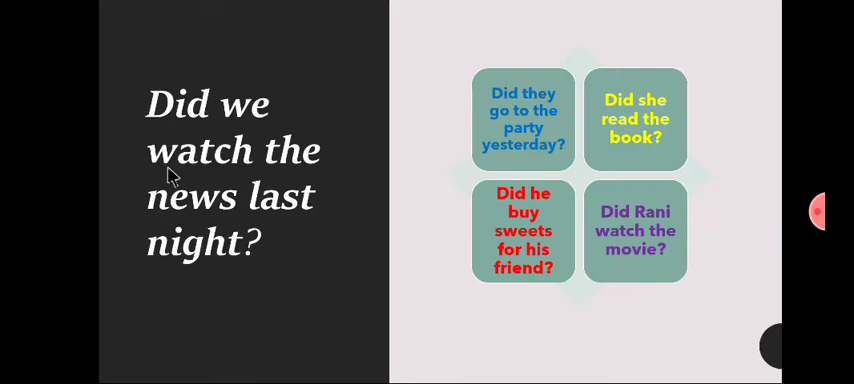 Did we
watch the
news last
night?
Did they
go to the
party
yesterday?
Did she
read the
book?
Did he
buy
sweets
for his
friend?
Did Rani
watch the
movie?